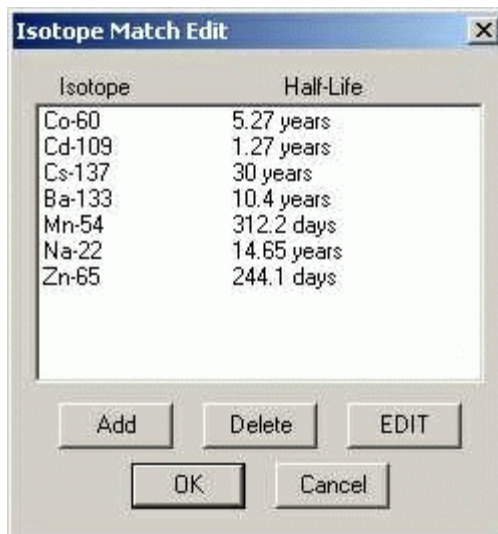 Isotope Match Edit
Isotope Half-Life
Co-60 5.27 years
Cd-109 1.27 years
Cs-137 30 years
Ba-133 10.4 years
Mn-54 312.2 days
Na-22 14.65 years
Zn-65 244.1 days
Add Delete EDIT
OK Cancel